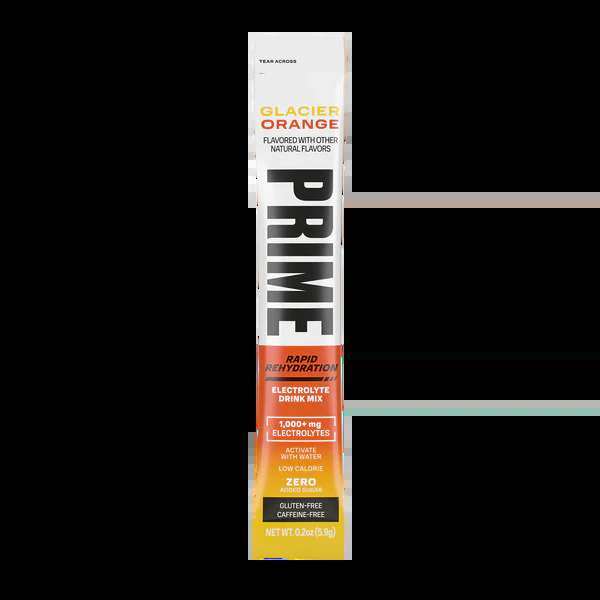 TEAR ACROSS
GLACIER
ORANGE
FLAVORED WITH OTHER
NATURAL FLAVORS
PRIME
RAPID
REHYDRATION
ELECTROLYTE
DRINK MIX
1,000+ mg
ELECTROLYTES
ACTIVATE
WITH WATER
LOW CALORIE
ZERO
ADDED SUGAR
GLUTEN-FREE
CAFFEINE-FREE
NET WT. 0.2oz (5.9g)